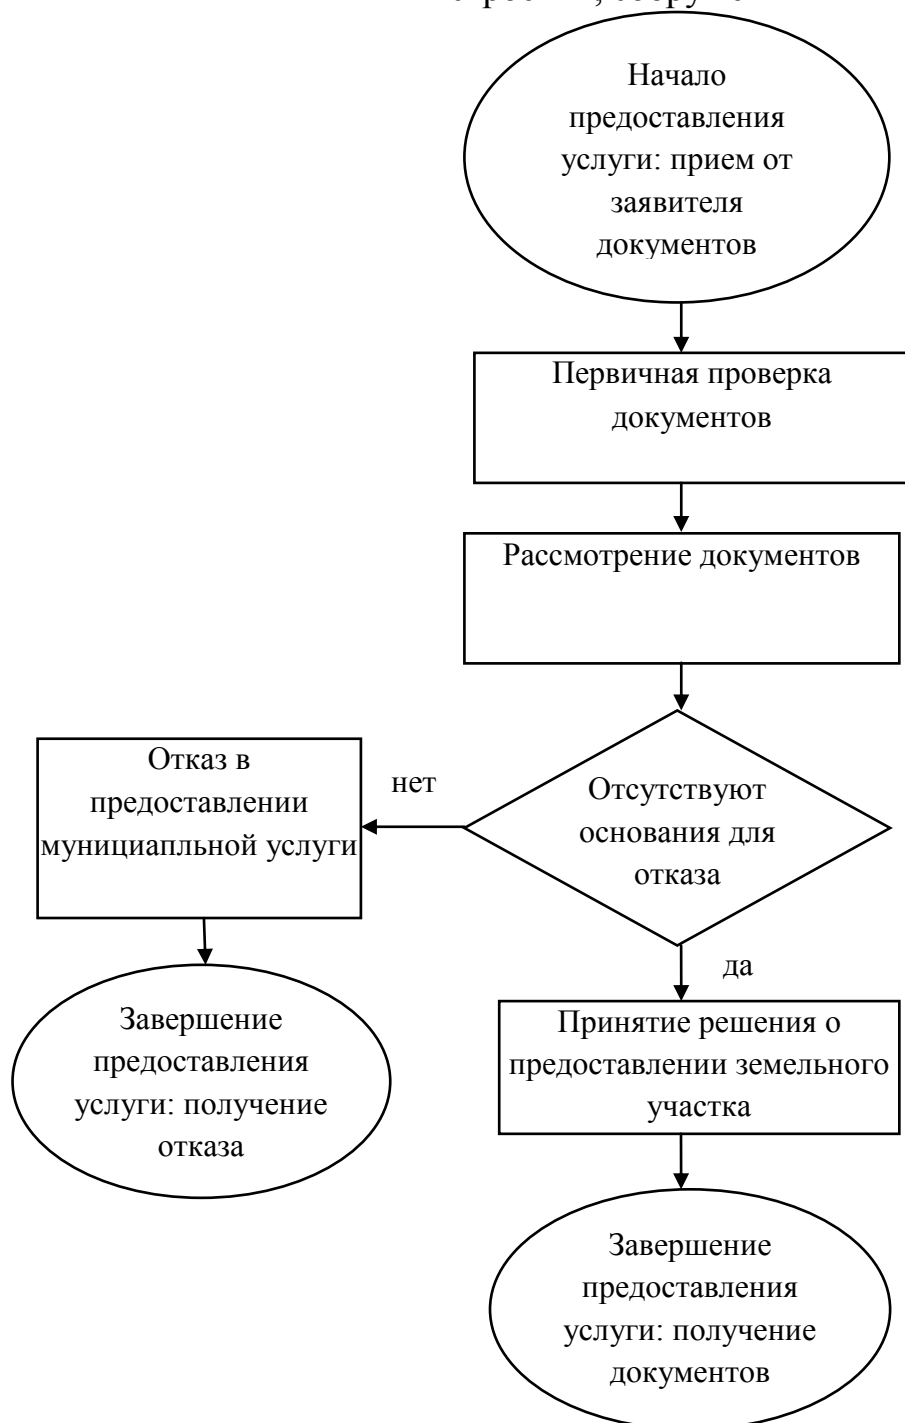 Начало
предоставления
услуги: прием от
заявителя
документов
Первичная проверка
документов
Рассмотрение документов
Отсутствуют
основания для
отказа
нет
Отказ в
предоставлении
мунициапльной услуги
Завершение
предоставления
услуги: получение
отказа
да
Принятие решения о
предоставлении земельного
участка
Завершение
предоставления
услуги: получение
документов